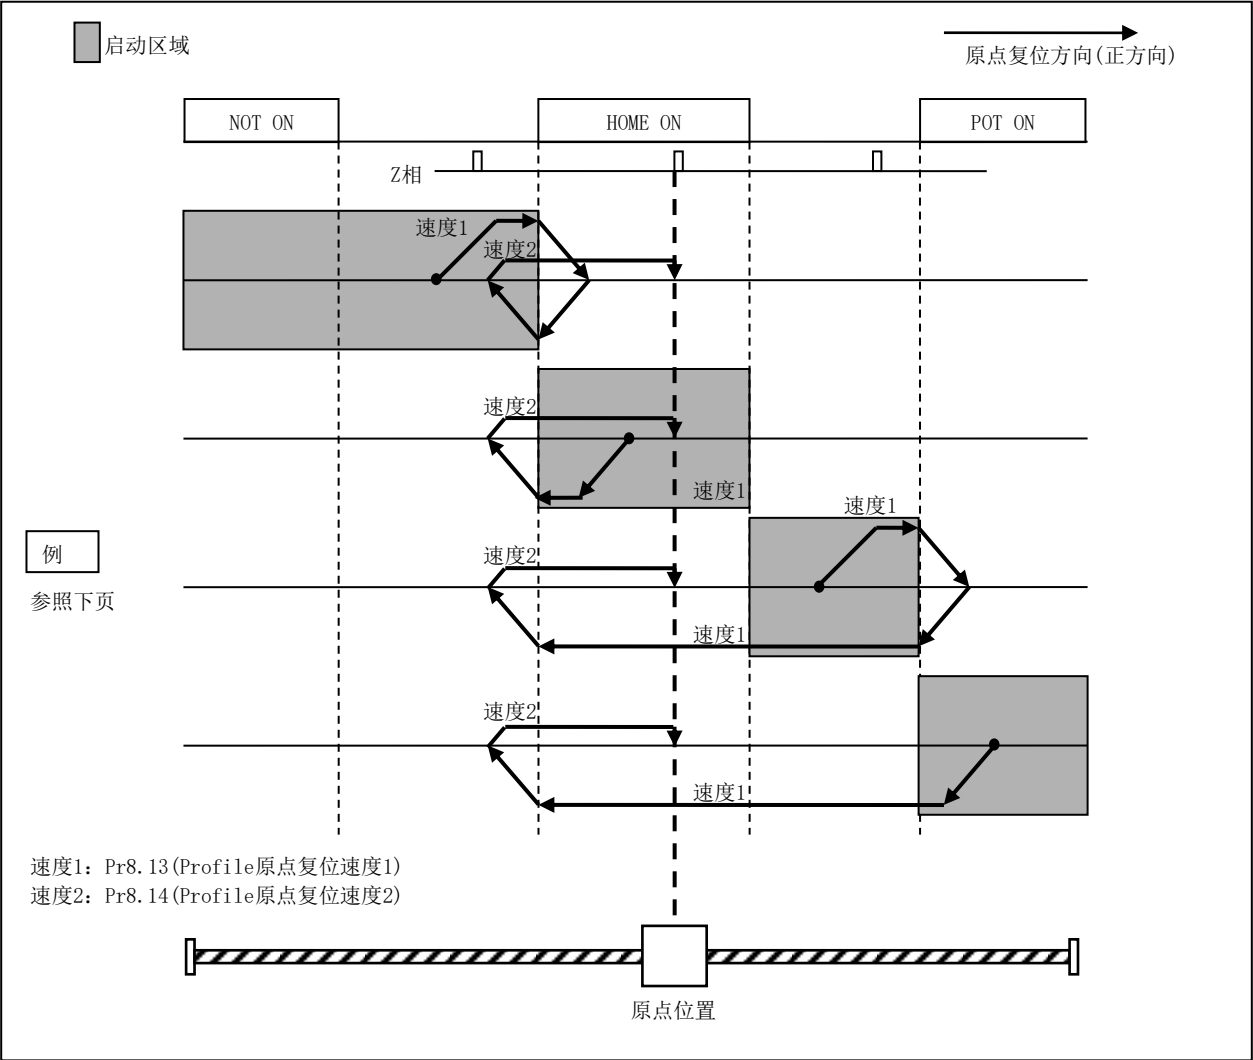 启动区域
原点复位方向(正方向)
NOT ON
HOME ON
POT ON
Z相
速度1
速度2
速度2
速度1
速度1
例
速度2
参照下页
速度1
速度2
速度1
速度1：Pr8.13(Profile原点复位速度1)
速度2：Pr8.14(Profile原点复位速度2)
原点位置